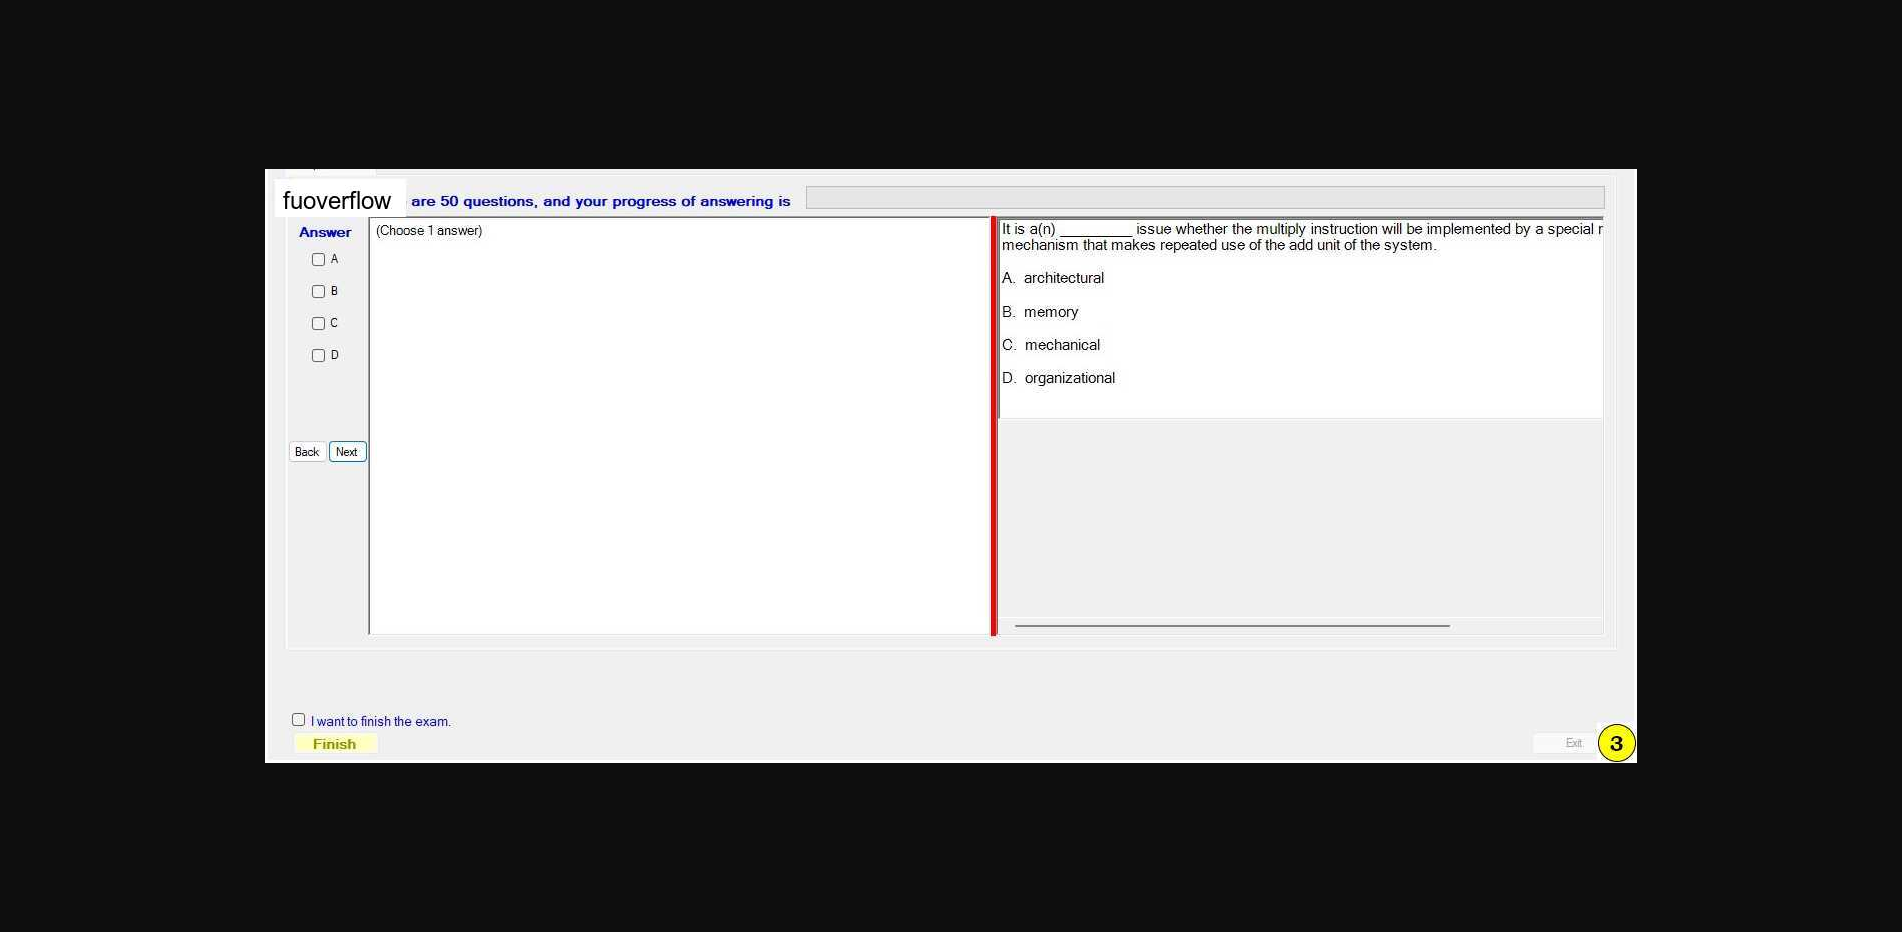 fuoverflow are 50 questions, and your progress of answering is
Answer
(Choose 1 answer)
A
B
C
D
Back Next
It is a(n) _________ issue whether the multiply instruction will be implemented by a special
mechanism that makes repeated use of the add unit of the system.
A. architectural
B. memory
C. mechanical
D. organizational
I want to finish the exam.
Finish
Exit
3